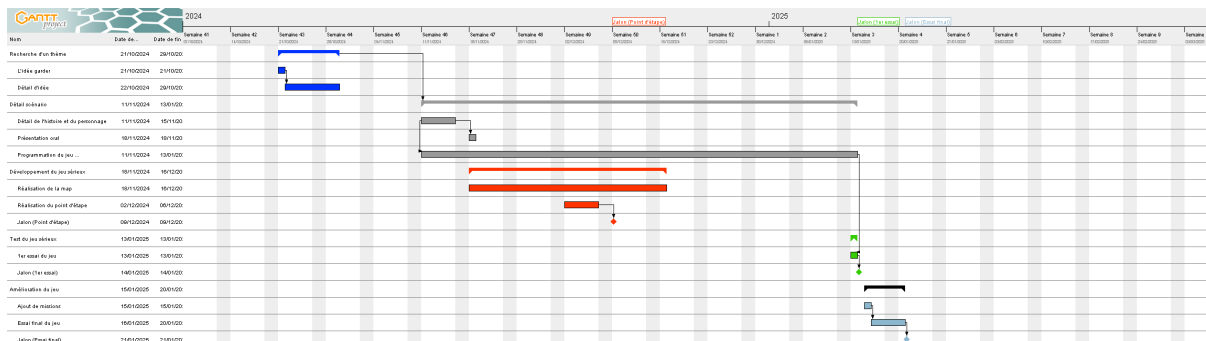 GANTT
project
2024
2025
Jalon (Point d'étape)
Jalon (1er essai)
Jalon (Essai final)
Nom Date de... Date de fin
Semaine 41 Semaine 42 Semaine 43 Semaine 44 Semaine 45 Semaine 46 Semaine 47 Semaine 48 Semaine 49 Semaine 50 Semaine 51 Semaine 52 Semaine 1 Semaine 2 Semaine 3 Semaine 4 Semaine 5 Semaine 6 Semaine 7 Semaine 8 Semaine 9 Semaine
Recherche d'un thème 21/10/2024 29/10/20:
L'idée garder 21/10/2024 21/10/20:
Détail d'idée 22/10/2024 29/10/20:
Détail scénario 11/11/2024 13/01/20:
Détail de l'histoire et du personnage 11/11/2024 15/11/20
Présentation oral 18/11/2024 18/11/20
Programmation du jeu ... 11/11/2024 13/01/20:
Développement du jeu sérieux 18/11/2024 16/12/20
Réalisation de la map 18/11/2024 16/12/20
Réalisation du point d'étape 02/12/2024 06/12/20:
Jalon (Point d'étape) 09/12/2024 09/12/20:
Test du jeu sérieux 13/01/2025 13/01/20:
1er essai du jeu 13/01/2025 13/01/20:
Jalon (1er essai) 14/01/2025 14/01/20:
Amélioration du jeu 15/01/2025 20/01/20:
Ajout de missions 15/01/2025 15/01/20:
Essai final du jeu 16/01/2025 20/01/20:
Jalon (Essai final) 21/01/2025 21/01/20: